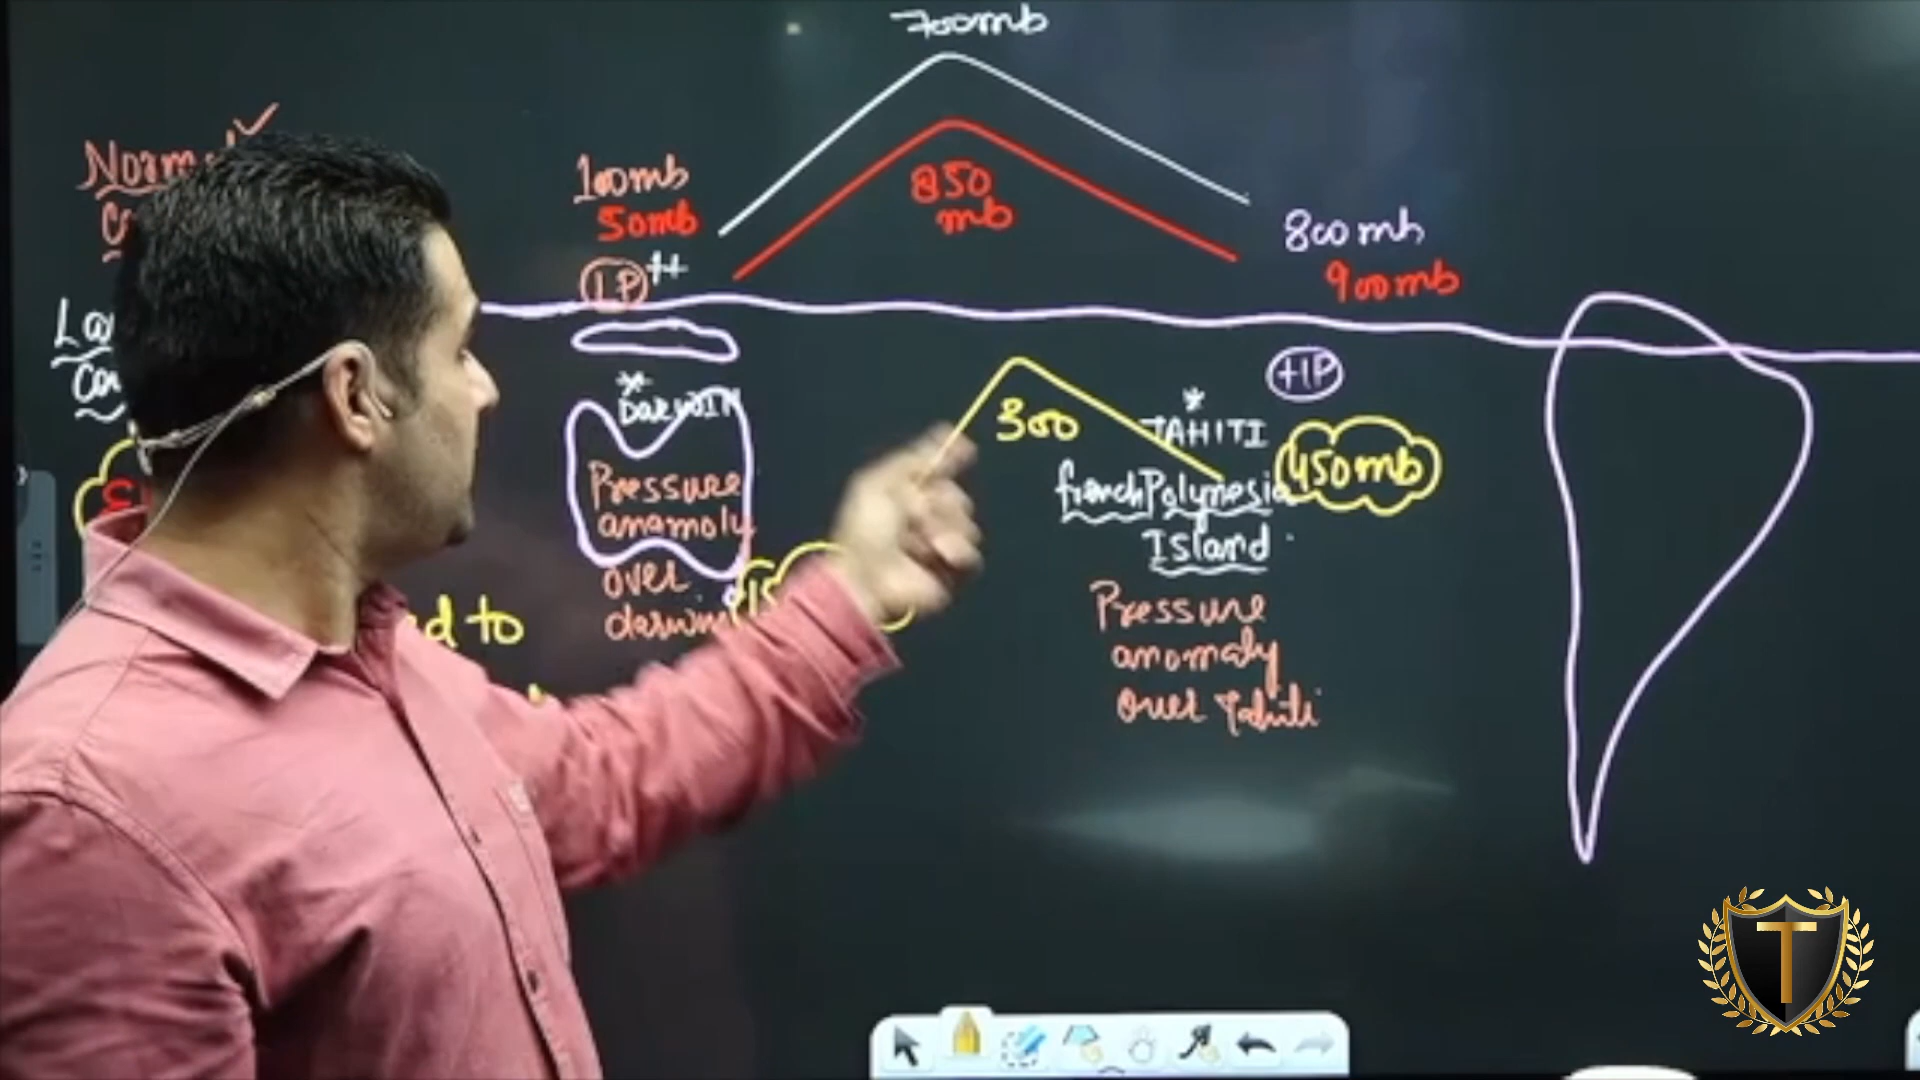 700mb
100mb
50mb
LP ++
850
mb
800mb
900mb
HP
DARWIN
Pressure
anamoly
over
darwin
300
TAHITI
450mb
french Polynesia
Island
Pressure
anomaly
over Tahiti
to
T